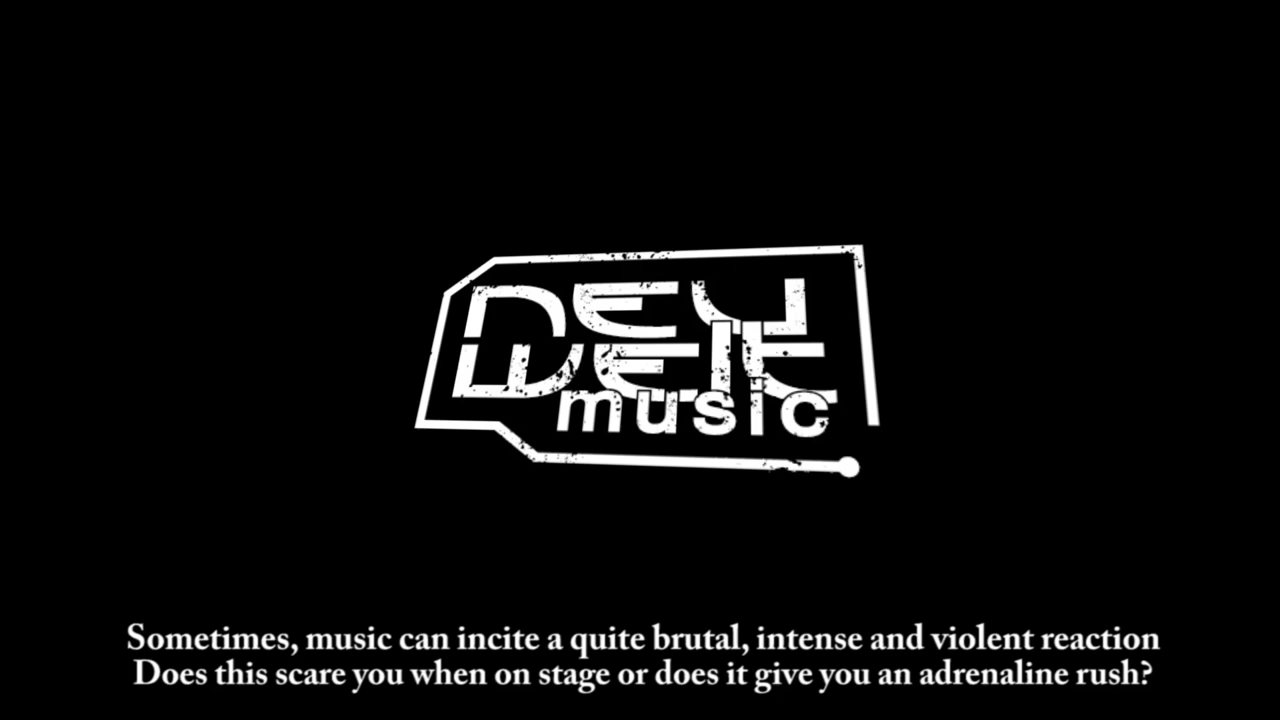 music
Sometimes, music can incite a quite brutal, intense and violent reaction
Does this scare you when on stage or does it give you an adrenaline rush?